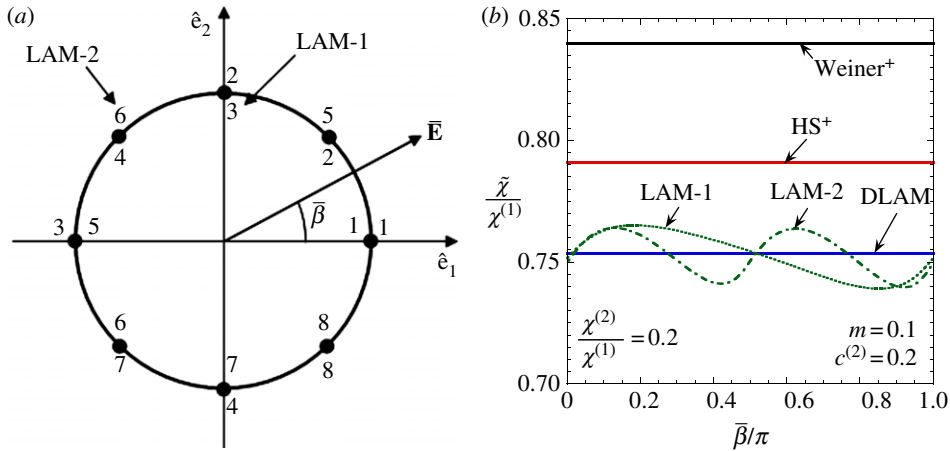 (a)
ê₂
LAM-2
LAM-1
2
3
6
4
5
2
E̅
β̅
3
5
1
1
ê₁
6
7
8
8
7
4
(b)
0.85
0.80
0.75
0.70
χ̃
χ⁽¹⁾
Weiner⁺
HS⁺
LAM-1
LAM-2
DLAM
χ⁽²⁾
χ⁽¹⁾
=0.2
m=0.1
c⁽²⁾=0.2
0 0.2 0.4 0.6 0.8 1.0
β̅/π